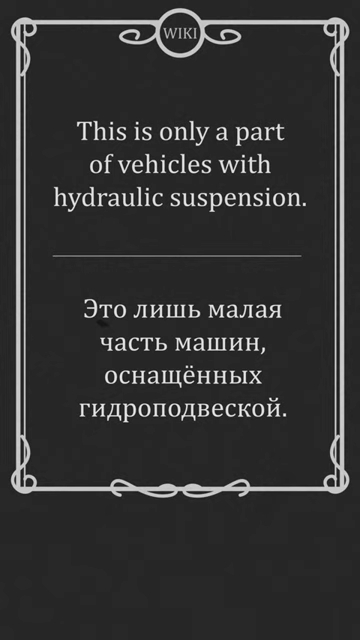 WIKI
This is only a part
of vehicles with
hydraulic suspension.
Это лишь малая
часть машин,
оснащённых
гидроподвеской.